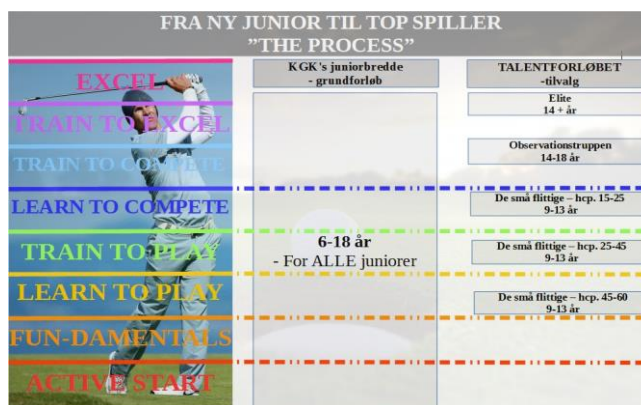 FRA NY JUNIOR TIL TOP SPILLER
"THE PROCESS"
EXCEL
TRAIN TO EXCEL
TRAIN TO COMPETE
LEARN TO COMPETE
TRAIN TO PLAY
LEARN TO PLAY
FUN-DAMENTALS
ACTIVE START
KGK's juniorbredde
- grundforløb
6-18 år
- For ALLE juniorer
TALENTFORLØBET
-tilvalg
Elite
14 + år
Observationstruppen
14-18 år
De små flittige – hcp. 15-25
9-13 år
De små flittige – hcp. 25-45
9-13 år
De små flittige – hcp. 45-60
9-13 år